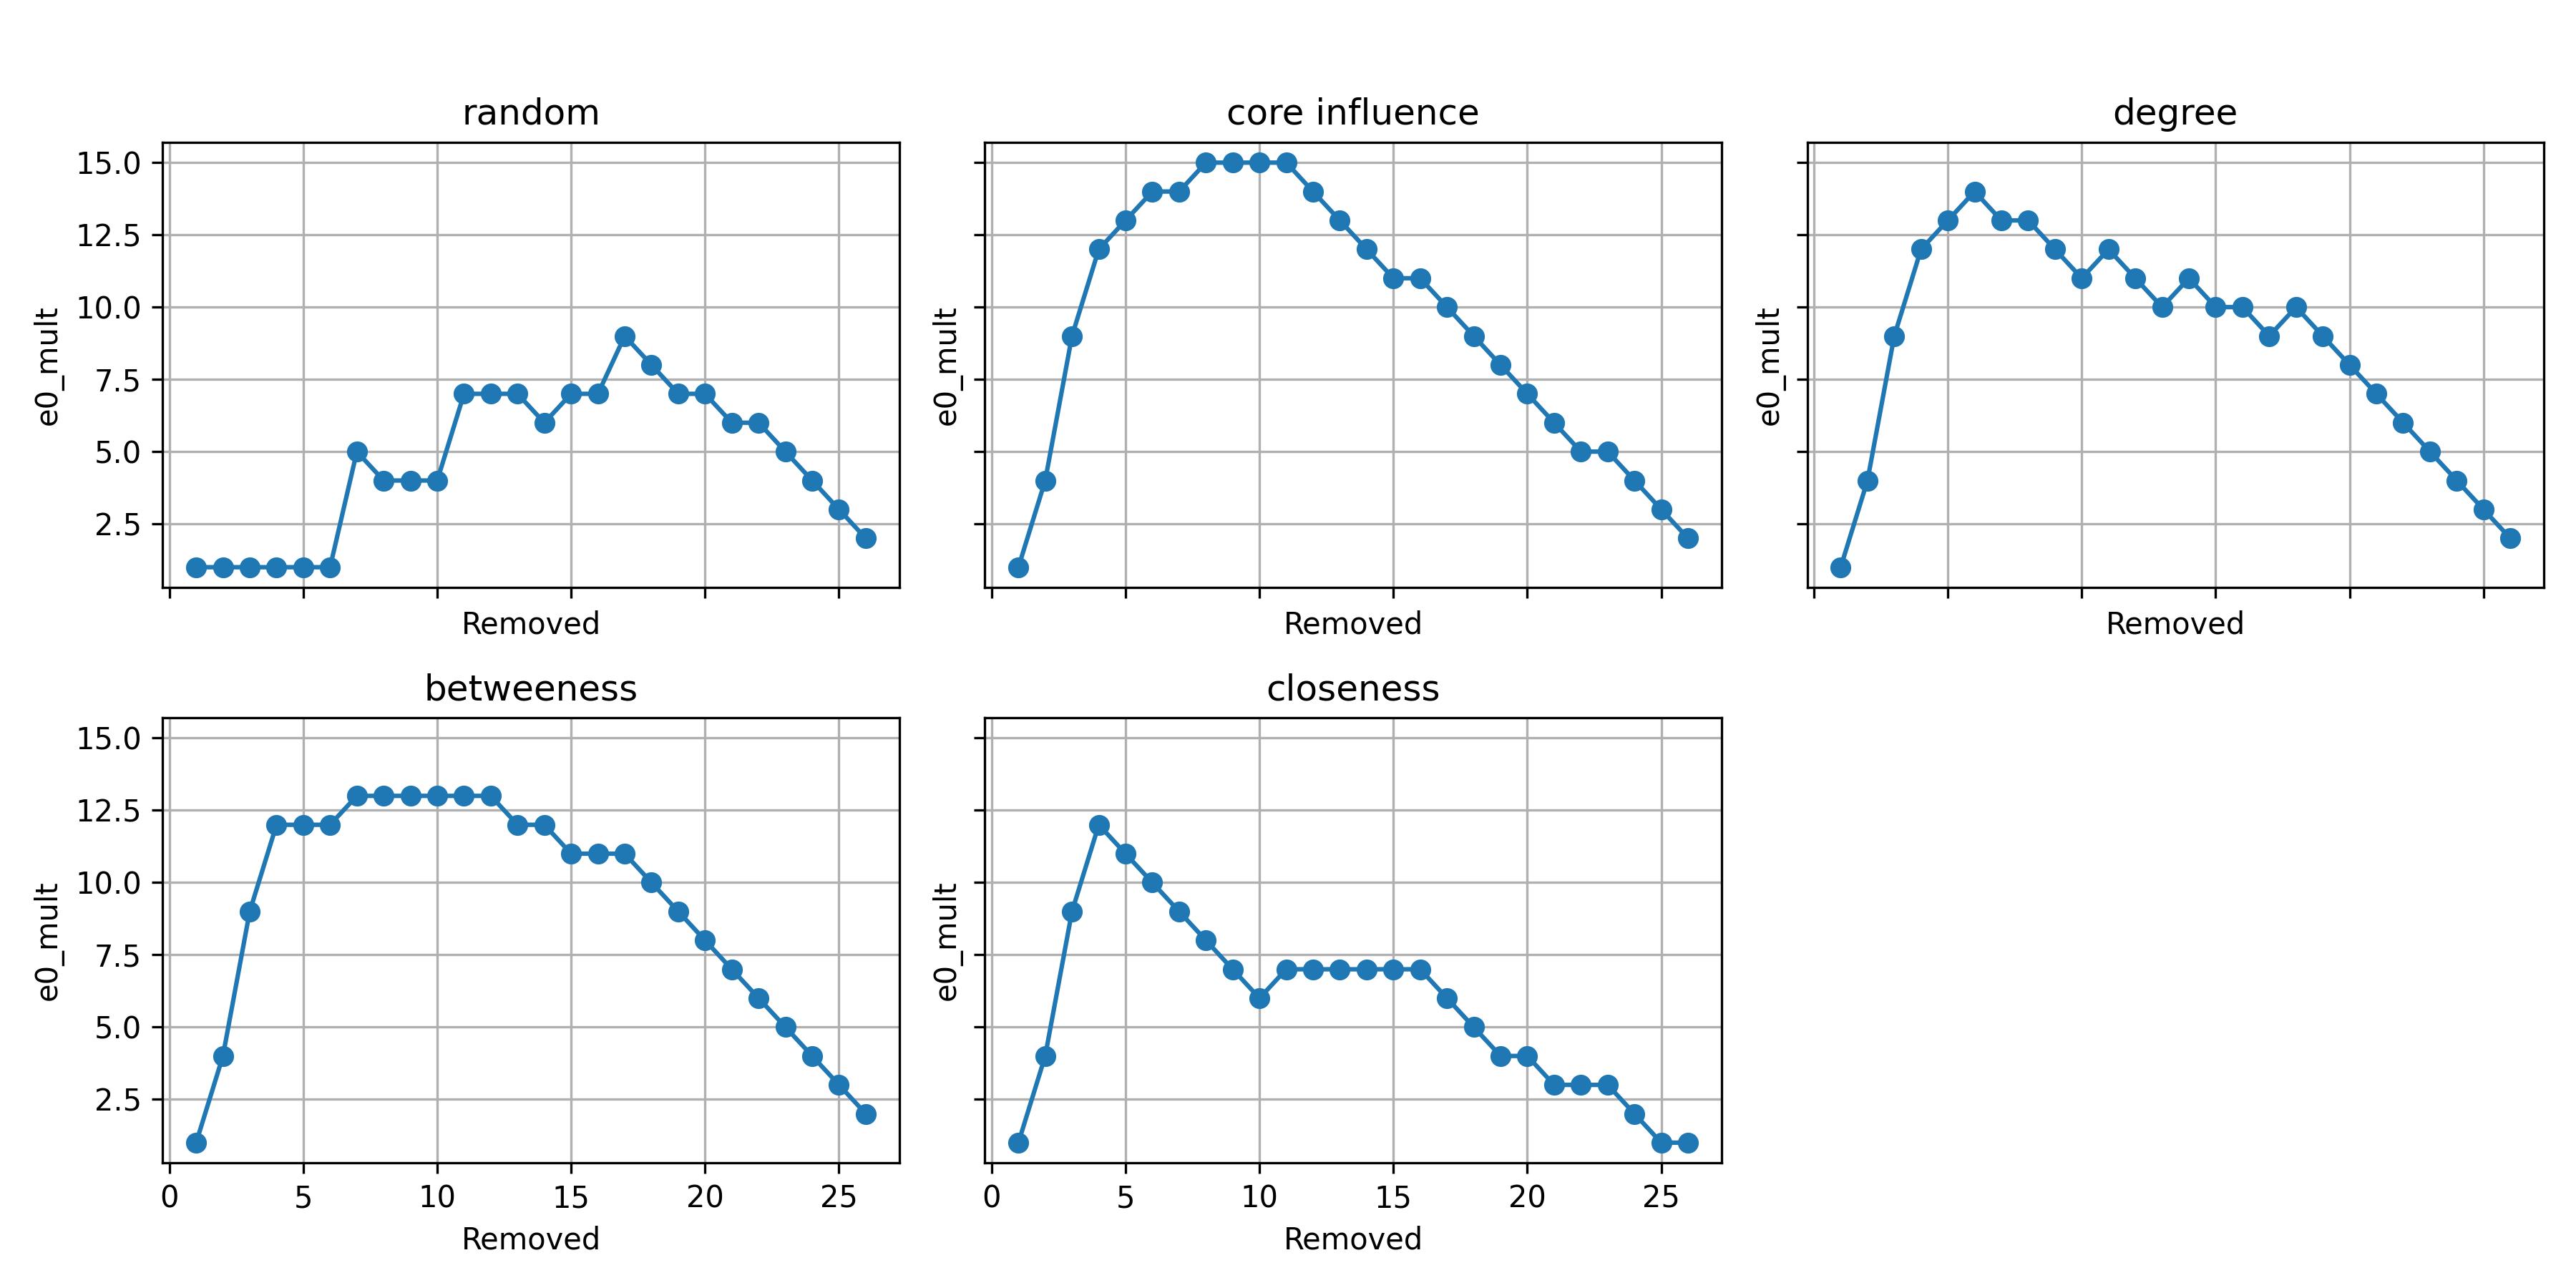 random
core influence
degree
15.0
12.5
10.0
7.5
5.0
2.5
e0_mult
e0_mult
e0_mult
Removed
Removed
Removed
betweeness
closeness
15.0
12.5
10.0
7.5
5.0
2.5
e0_mult
e0_mult
0 5 10 15 20 25
0 5 10 15 20 25
Removed
Removed